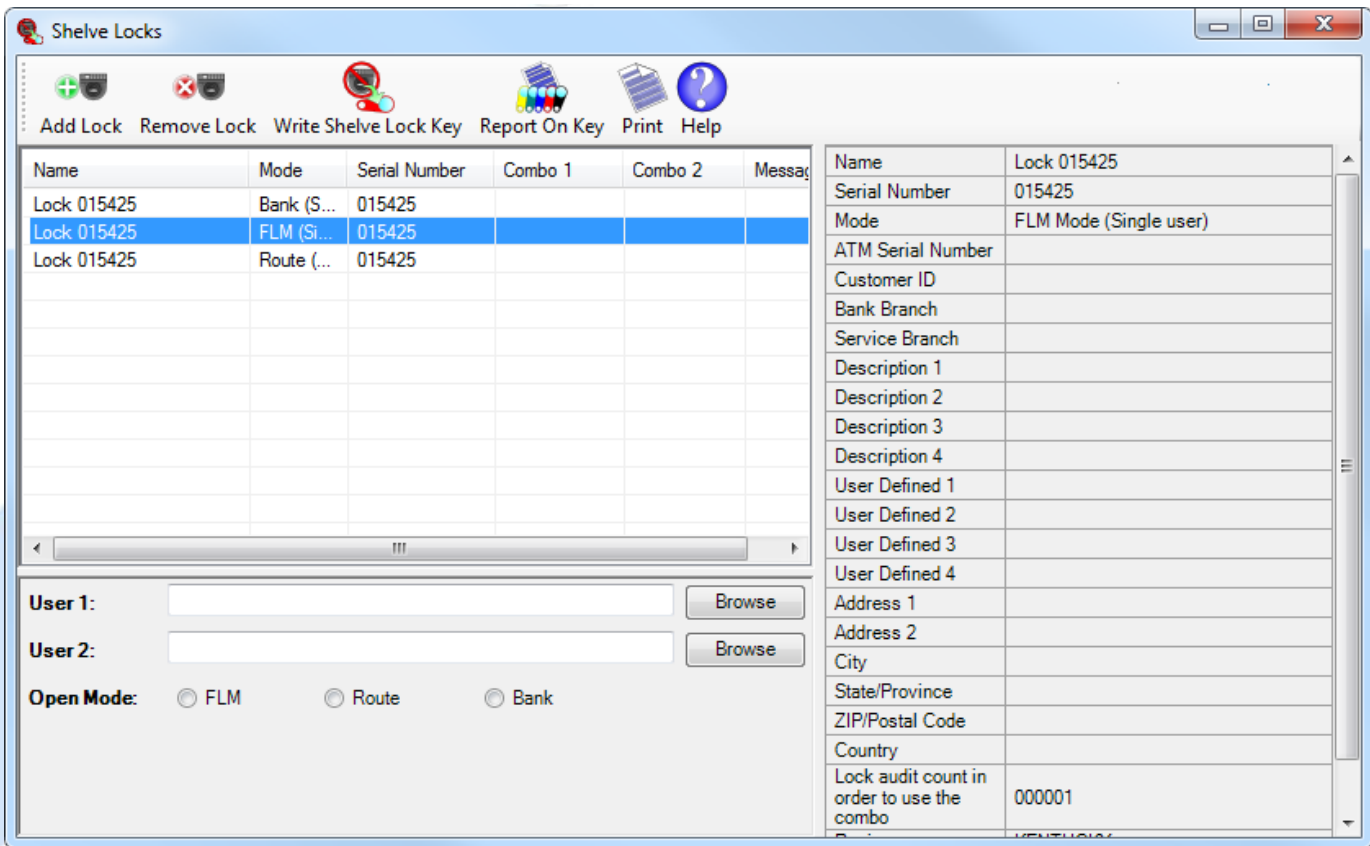 Shelve Locks
Add Lock Remove Lock Write Shelve Lock Key Report On Key Print Help
Name Mode Serial Number Combo 1 Combo 2 Messag
Lock 015425 Bank (S... 015425
Lock 015425 FLM (Si... 015425
Lock 015425 Route (... 015425
User 1: Browse
User 2: Browse
Open Mode: FLM Route Bank
Name Lock 015425
Serial Number 015425
Mode FLM Mode (Single user)
ATM Serial Number
Customer ID
Bank Branch
Service Branch
Description 1
Description 2
Description 3
Description 4
User Defined 1
User Defined 2
User Defined 3
User Defined 4
Address 1
Address 2
City
State/Province
ZIP/Postal Code
Country
Lock audit count in
order to use the 000001
combo